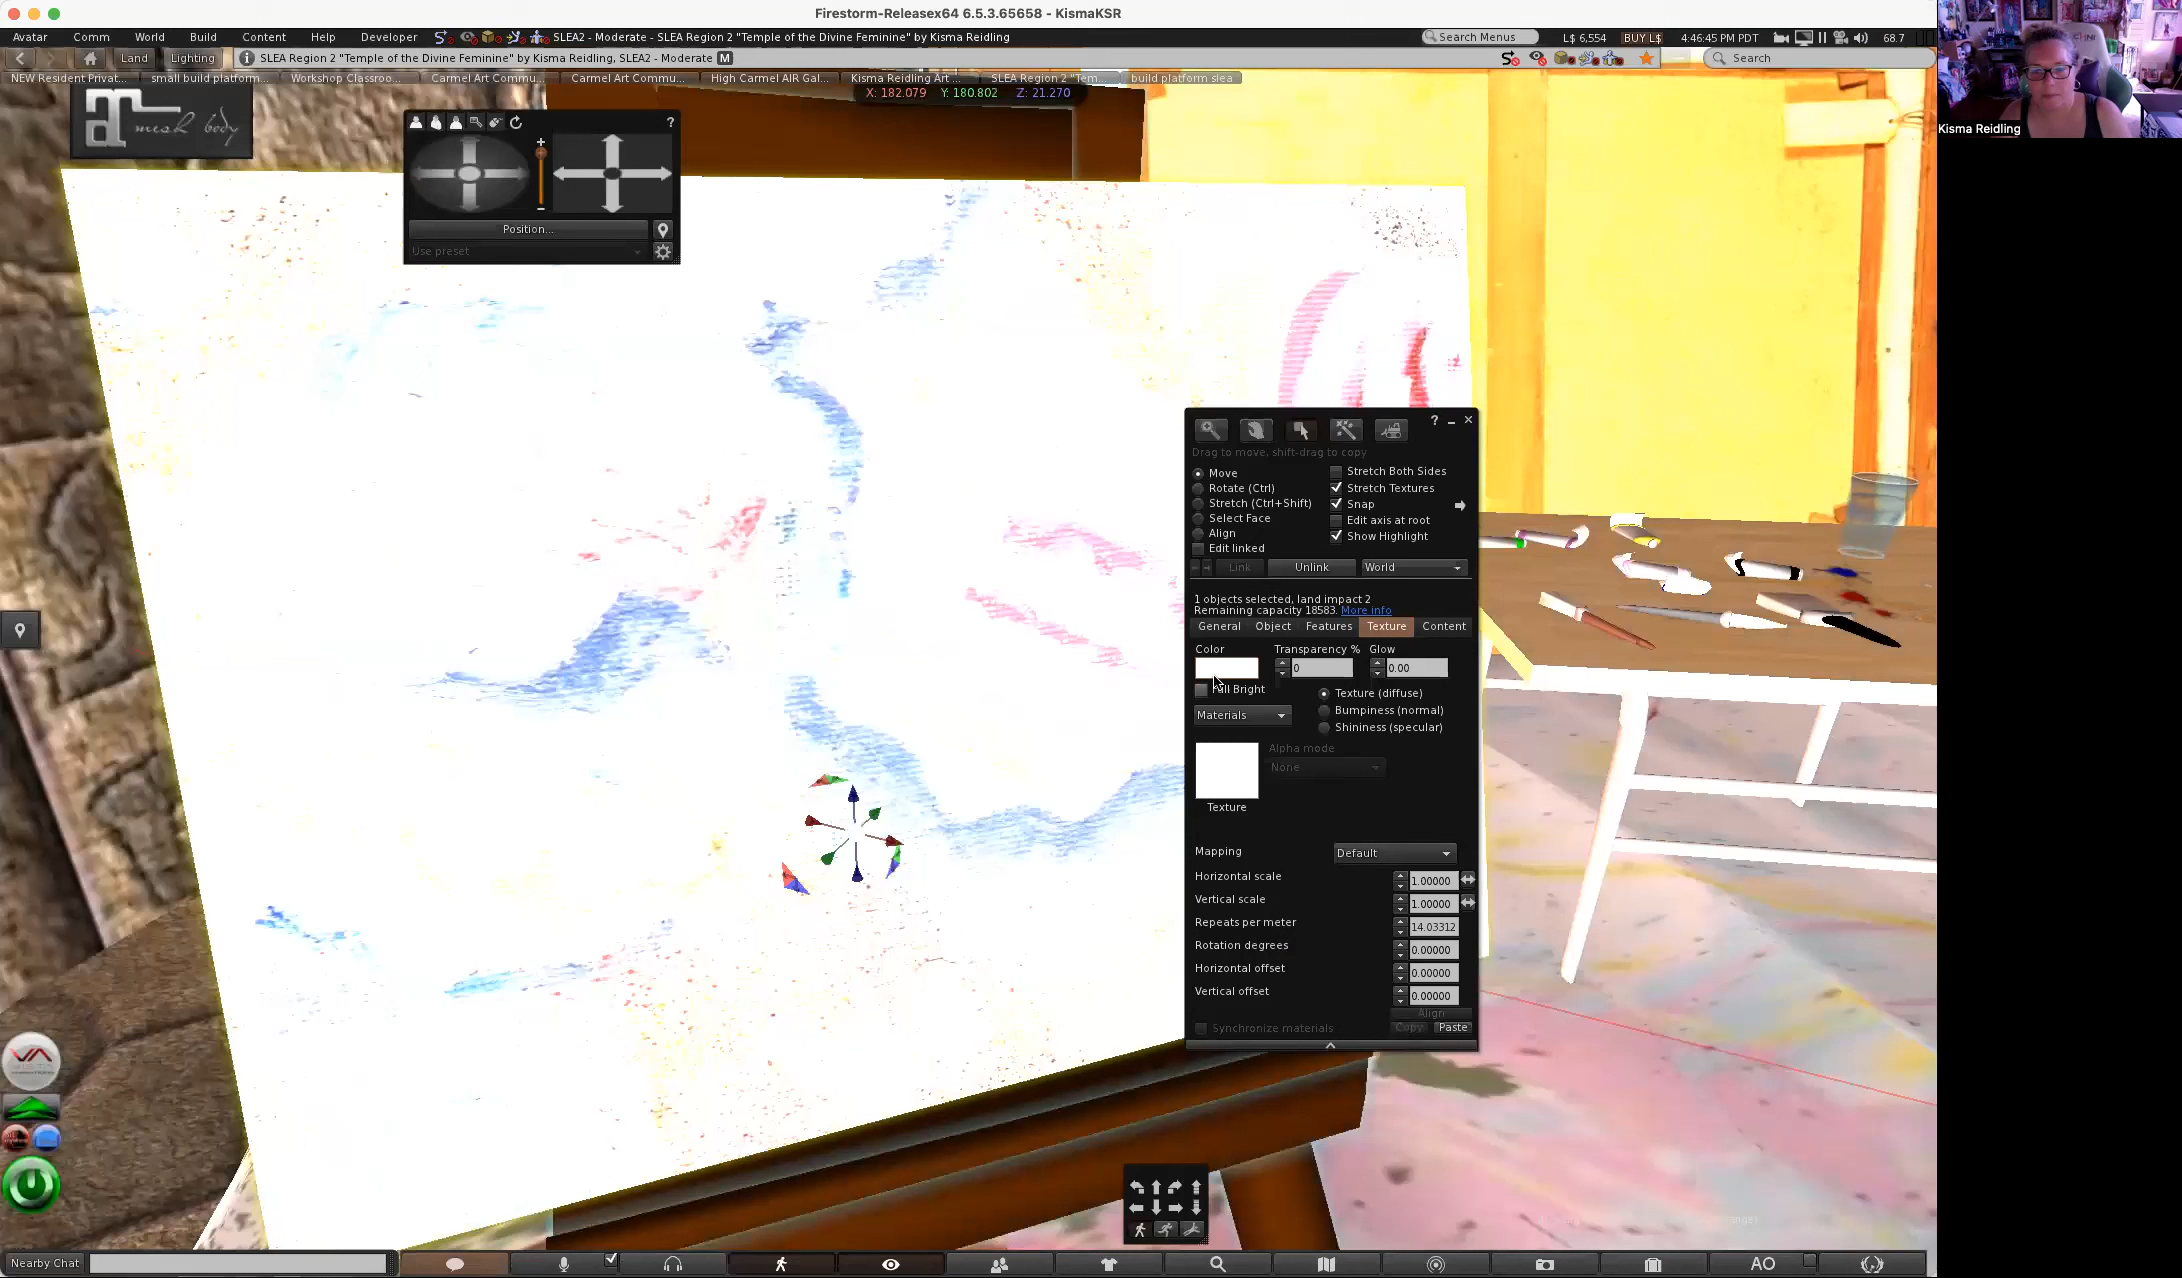 Firestorm-Releasex64 6.5.3.65658 - KismaKSR
Avatar Comm World Build Content Help Developer SLEA2 - Moderate - SLEA Region 2 "Temple of the Divine Feminine" by Kisma Reidling Search Menus L$ 6,554 BUY L$ 4:46:45 PM PDT 68.7
Land Lighting SLEA Region 2 "Temple of the Divine Feminine" by Kisma Reidling, SLEA2 - Moderate M Search
NEW Resident Privat... small build platform... Workshop Classroo... Carmel Art Commu... Carmel Art Commu... High Carmel AIR Gal... Kisma Reidling Art ... SLEA Region 2 "Tem... build platform slea
X: 182.079 Y: 180.802 Z: 21.270
mesh body
?
Position...
Use preset
Kisma Reidling
?
Drag to move, shift-drag to copy
Move
Rotate (Ctrl)
Stretch (Ctrl+Shift)
Select Face
Align
Edit linked
Stretch Both Sides
Stretch Textures
Snap
Edit axis at root
Show Highlight
Link Unlink World
1 objects selected, land impact 2
Remaining capacity 18583. More info
General Object Features Texture Content
Color Transparency % Glow
0 0.00
Full Bright
Texture (diffuse)
Materials
Bumpiness (normal)
Shininess (specular)
Alpha mode
None
Texture
Mapping Default
Horizontal scale 1.00000
Vertical scale 1.00000
Repeats per meter 14.03312
Rotation degrees 0.00000
Horizontal offset 0.00000
Vertical offset 0.00000
Align
Synchronize materials Copy Paste
Nearby Chat
AO